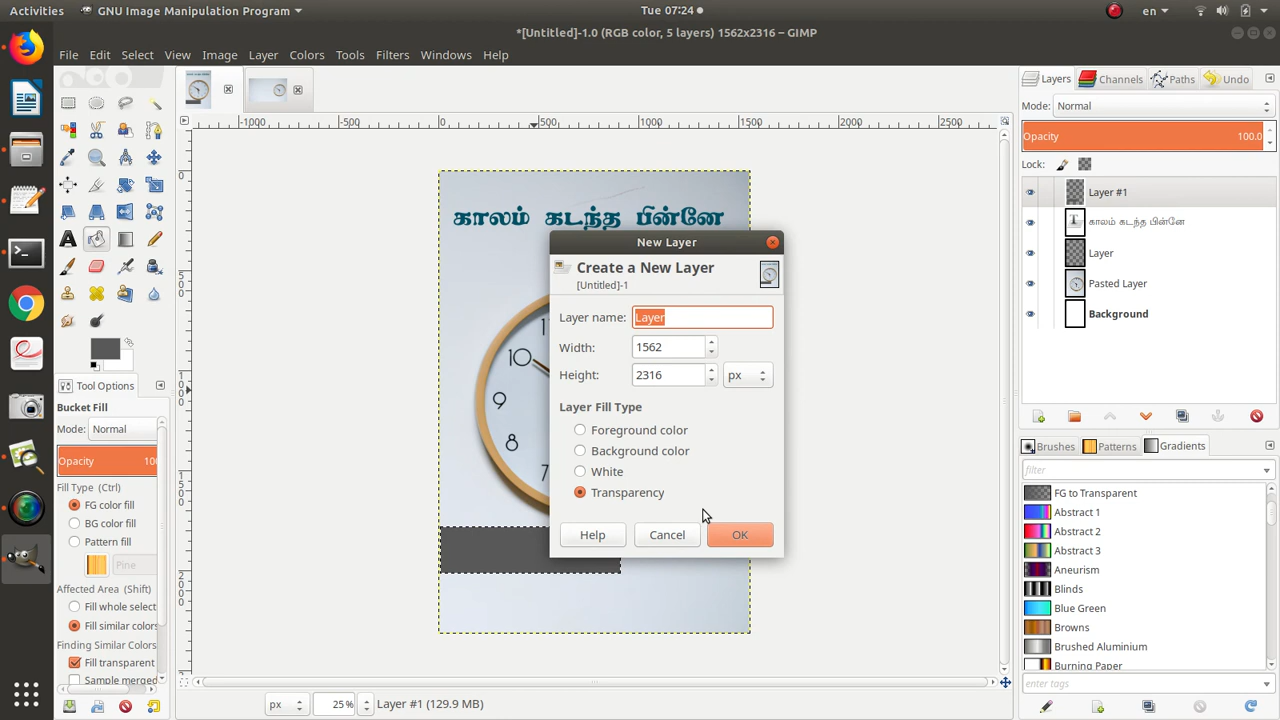 Activities GNU Image Manipulation Program Tue 07:24 en
*[Untitled]-1.0 (RGB color, 5 layers) 1562x2316 – GIMP
File Edit Select View Image Layer Colors Tools Filters Windows Help
Layers Channels Paths Undo
Mode: Normal
Opacity 100.0
Lock:
-1000 -500 0 500 1000 1500 2000 2500
Layer #1
காலம் கடந்த பின்னே
Layer
Pasted Layer
Background
காலம் கடந்த பின்னே
New Layer
Create a New Layer
[Untitled]-1
Layer name: Layer
Width: 1562
Height: 2316 px
Layer Fill Type
Foreground color
Background color
White
Transparency
Help Cancel OK
10
9
8
Tool Options
Bucket Fill
Mode: Normal
Opacity 100
Fill Type (Ctrl)
FG color fill
BG color fill
Pattern fill
Pine
Affected Area (Shift)
Fill whole select
Fill similar colors
Finding Similar Colors
Fill transparent
Sample merged
Brushes Patterns Gradients
filter
FG to Transparent
Abstract 1
Abstract 2
Abstract 3
Aneurism
Blinds
Blue Green
Browns
Brushed Aluminium
Burning Paper
enter tags
px 25 % Layer #1 (129.9 MB)